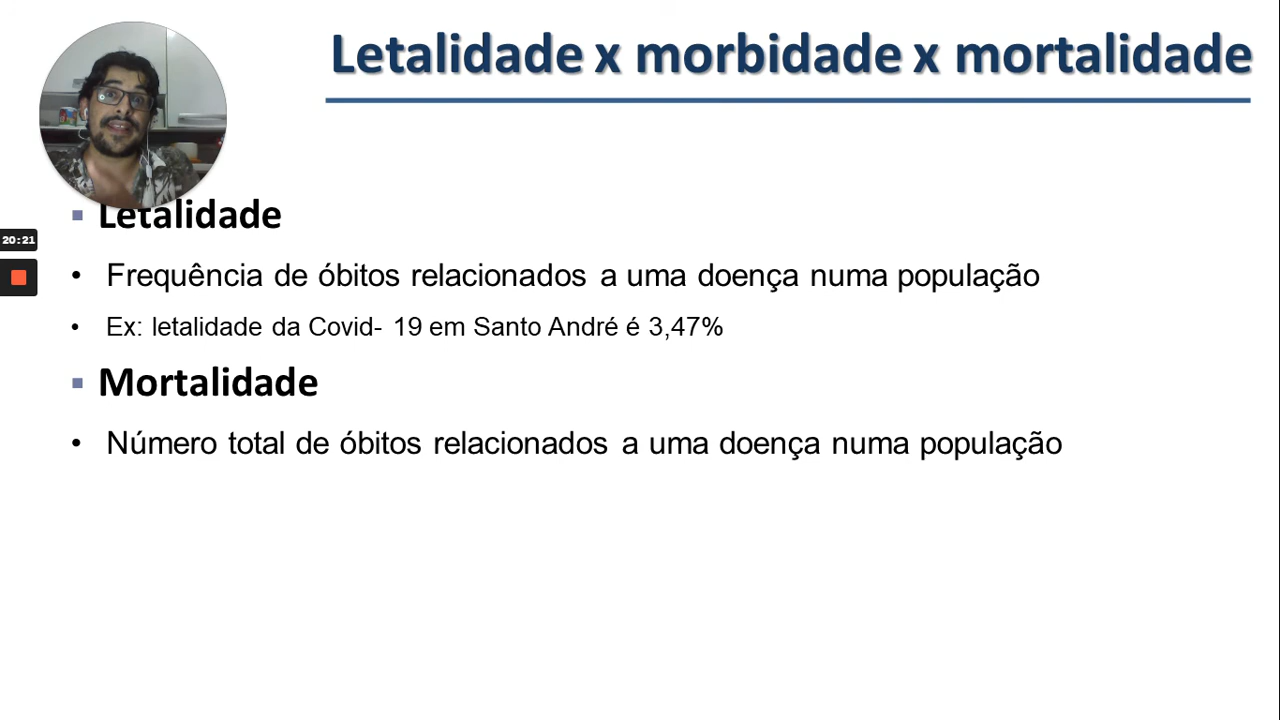 Letalidade x morbidade x mortalidade
Letalidade
20:21
• Frequência de óbitos relacionados a uma doença numa população
• Ex: letalidade da Covid- 19 em Santo André é 3,47%
Mortalidade
• Número total de óbitos relacionados a uma doença numa população